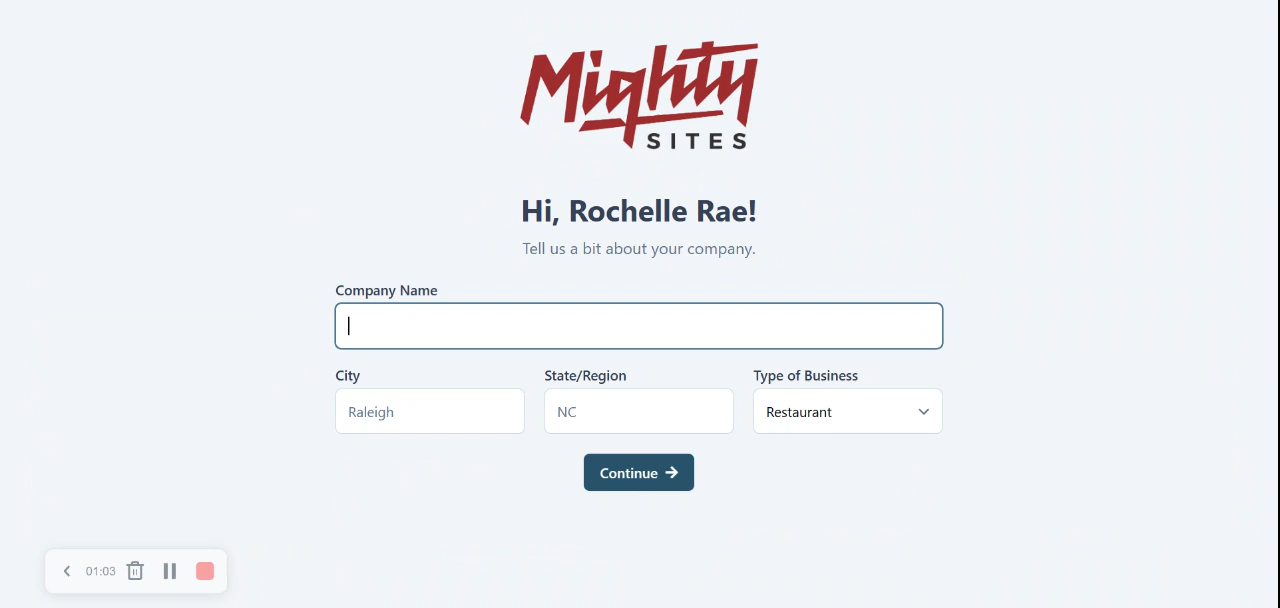 Mighty
SITES
Hi, Rochelle Rae!
Tell us a bit about your company.
Company Name
City State/Region Type of Business
Raleigh NC Restaurant
Continue →
01:03